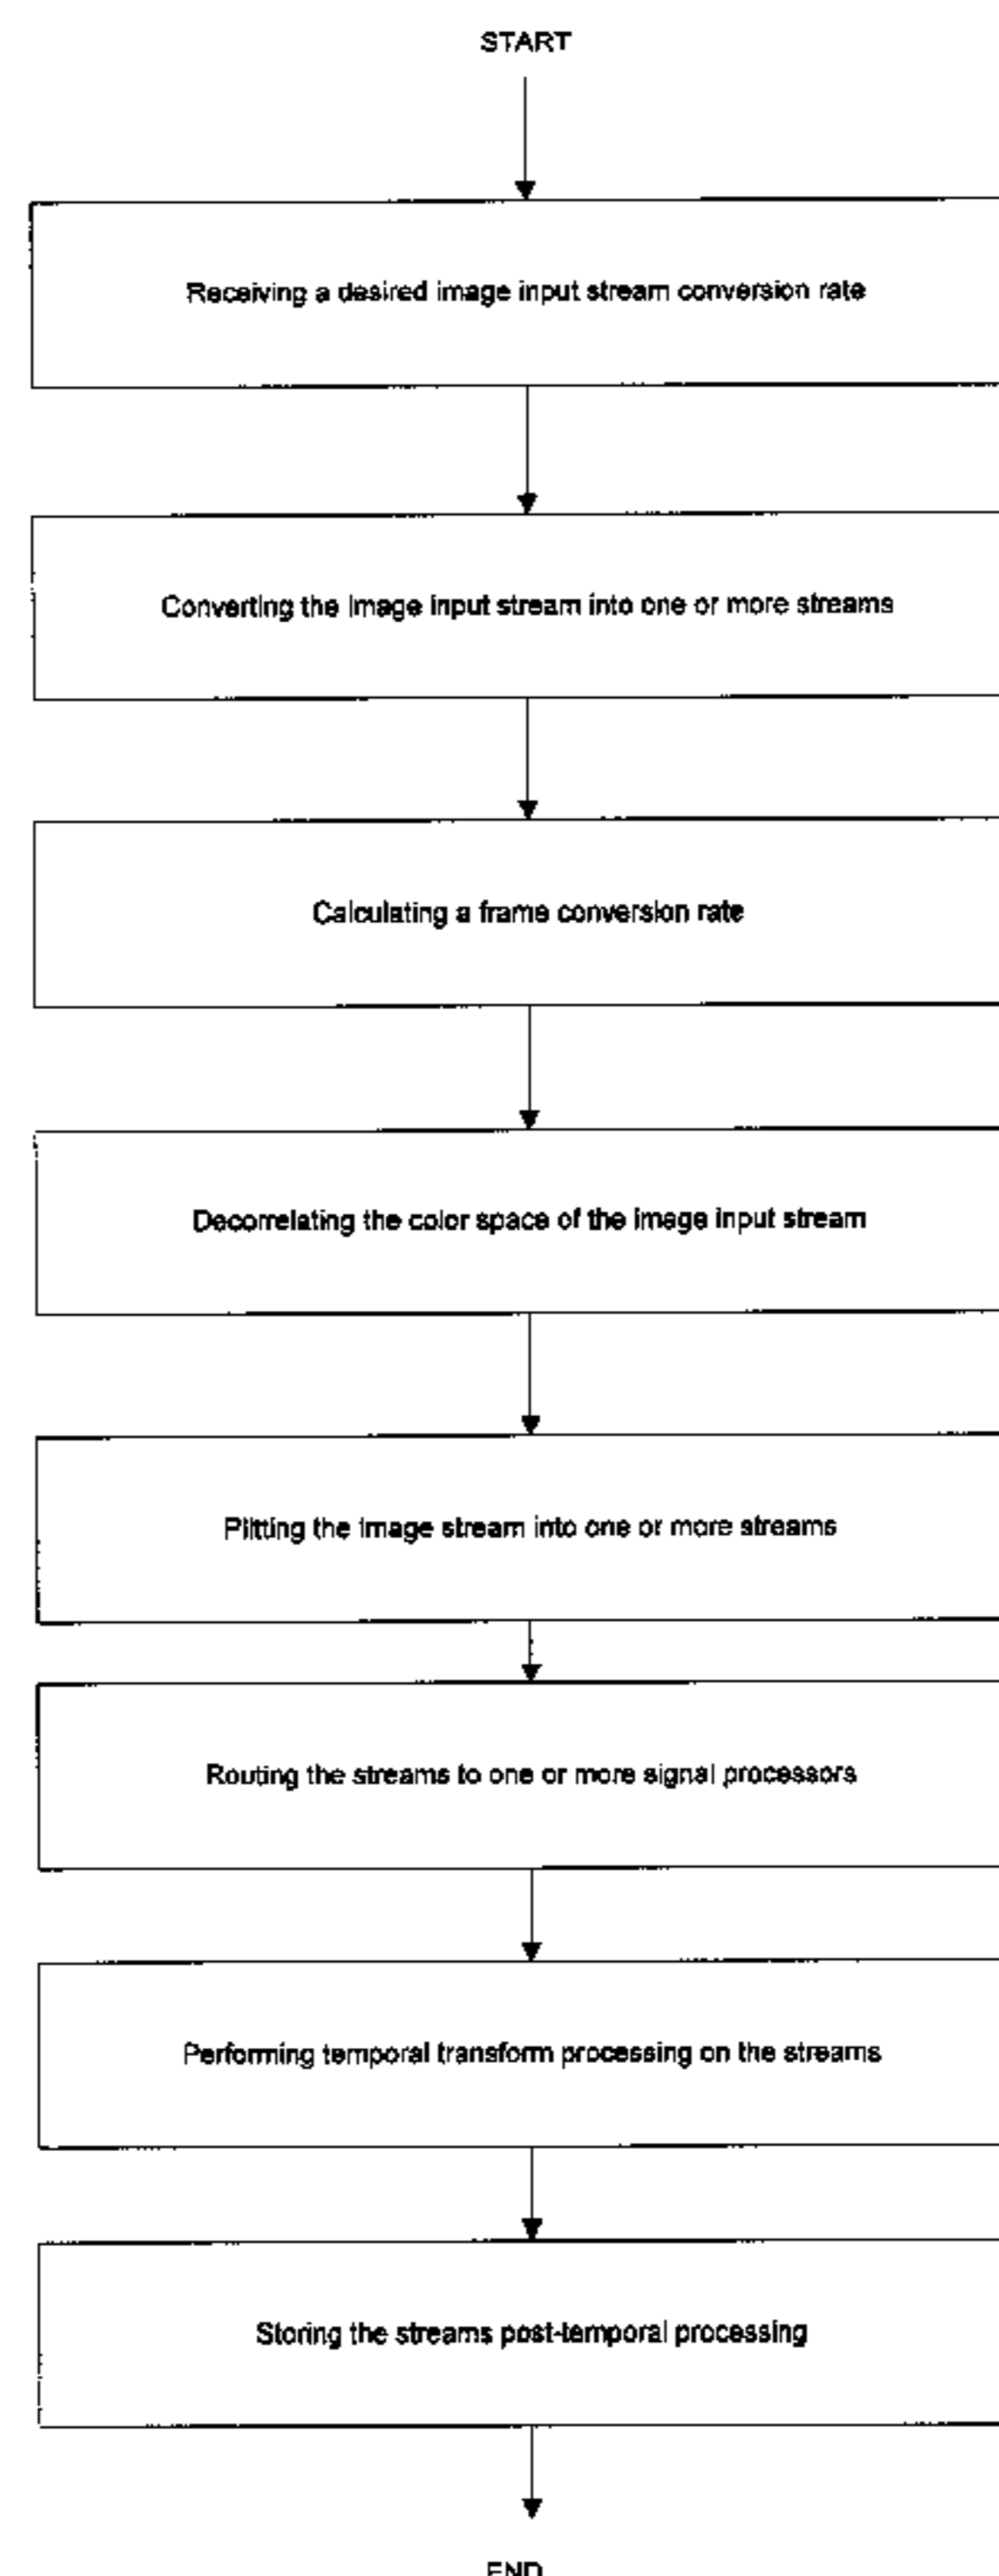 START
Receiving a desired image input stream conversion rate
Converting the image input stream into one or more streams
Calculating a frame conversion rate
Decorrelating the color space of the image input stream
Plitting the image stream into one or more streams
Routing the streams to one or more signal processors
Performing temporal transform processing on the streams
Storing the streams post-temporal processing
END